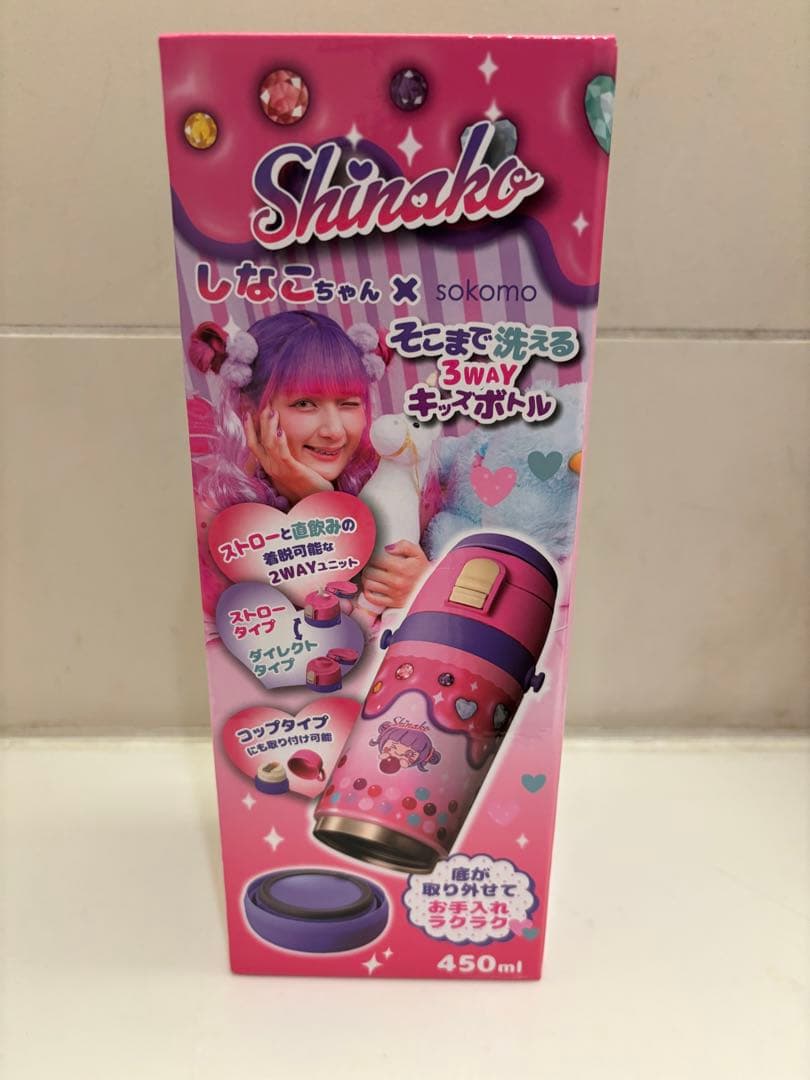 Shinako
しなこちゃん × sokomo
そこまで洗える
3WAY
キッズボトル
ストローと直飲みの
着脱可能な
2WAYユニット
ストロー
タイプ
ダイレクト
タイプ
コップタイプ
にも取り付け可能
Shinako
底が
取り外せて
お手入れ
ラクラク
450ml